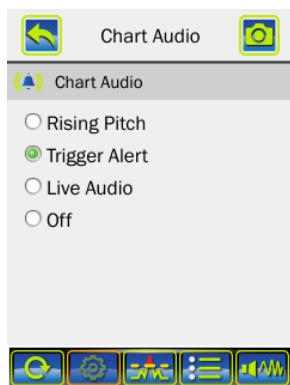 Chart Audio
Chart Audio
Rising Pitch
Trigger Alert
Live Audio
Off